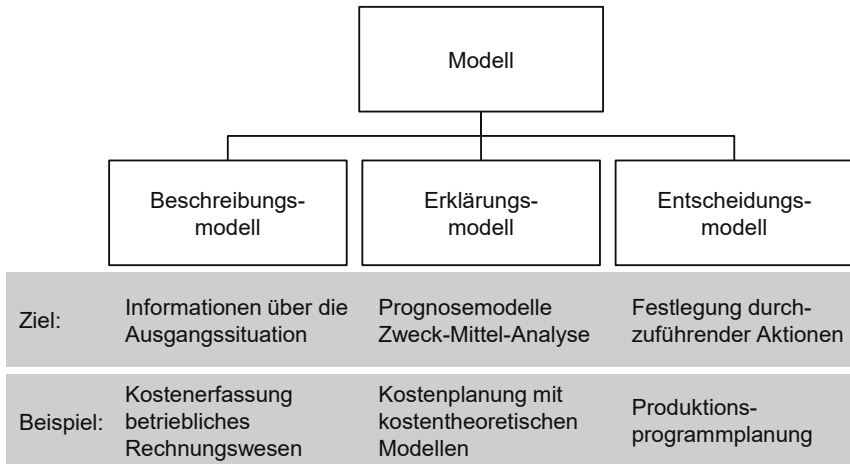 Modell
Beschreibungs-
modell
Erklärungs-
modell
Entscheidungs-
modell
Ziel:
Informationen über die
Ausgangssituation
Prognosemodelle
Zweck-Mittel-Analyse
Festlegung durch-
zuführender Aktionen
Beispiel:
Kostenerfassung
betriebliches
Rechnungswesen
Kostenplanung mit
kostentheoretischen
Modellen
Produktions-
programmplanung